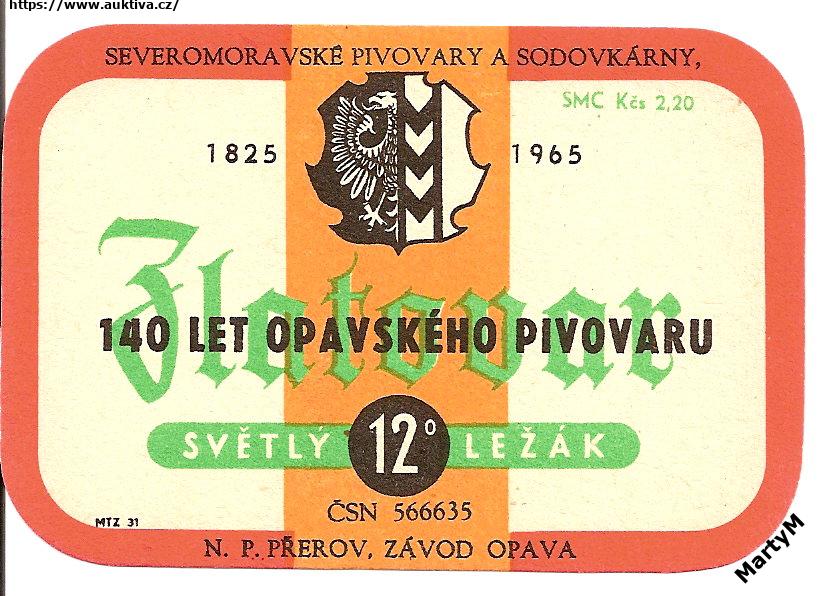 https://www.auktiva.cz/
SEVEROMORAVSKÉ PIVOVARY A SODOVKÁRNY,
SMC Kčs 2,20
1825 1965
Zlatovar
140 LET OPAVSKÉHO PIVOVARU
SVĚTLÝ 12° LEŽÁK
ČSN 566635
MTZ 31
N. P. PŘEROV, ZÁVOD OPAVA
MartyM